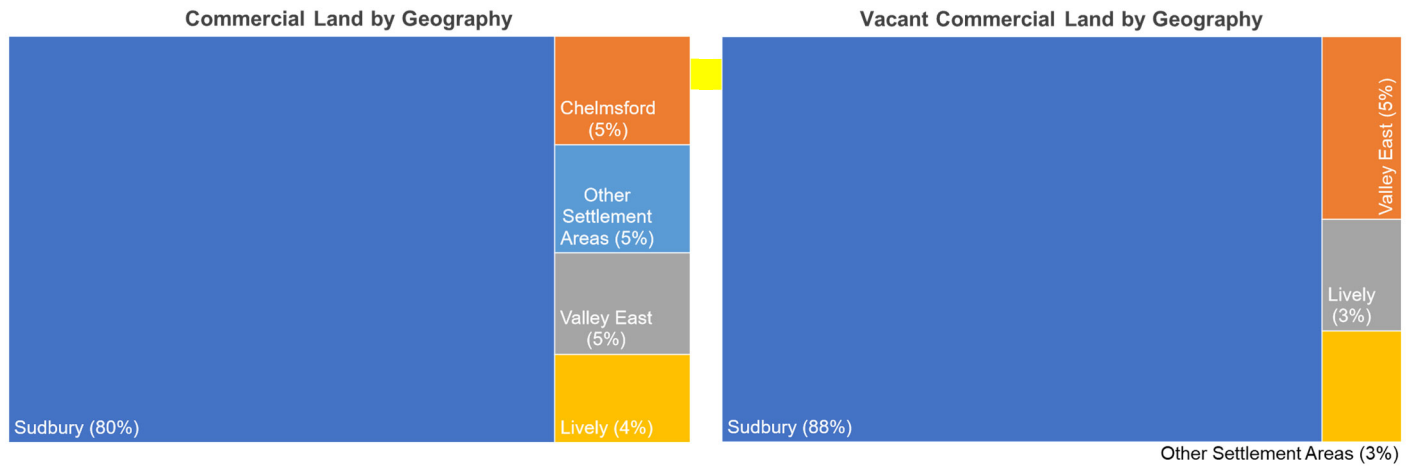 Commercial Land by Geography
Chelmsford
(5%)
Other
Settlement
Areas (5%)
Valley East
(5%)
Sudbury (80%)
Lively (4%)
Vacant Commercial Land by Geography
Valley East (5%)
Lively
(3%)
Sudbury (88%)
Other Settlement Areas (3%)